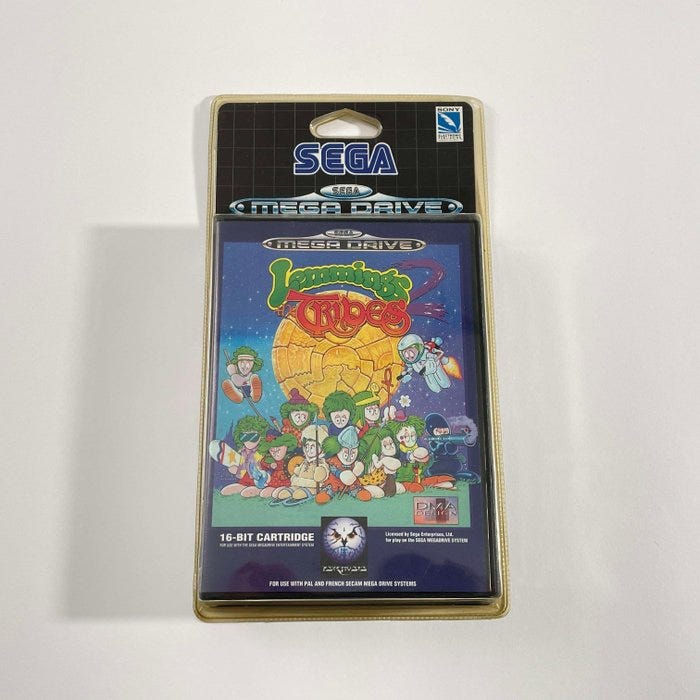 SONY
ELECTRONIC
PUBLISHING
SEGA
SEGA
MEGA DRIVE
SEGA
MEGA DRIVE
Lemmings 2
THE TRIBES
DMA
DESIGN
16-BIT CARTRIDGE
FOR USE WITH THE SEGA MEGADRIVE ENTERTAINMENT SYSTEM
Licensed by Sega Enterprises, Ltd.
for play on the SEGA MEGADRIVE SYSTEM
PSYGNOSIS
FOR USE WITH PAL AND FRENCH SECAM MEGA DRIVE SYSTEMS